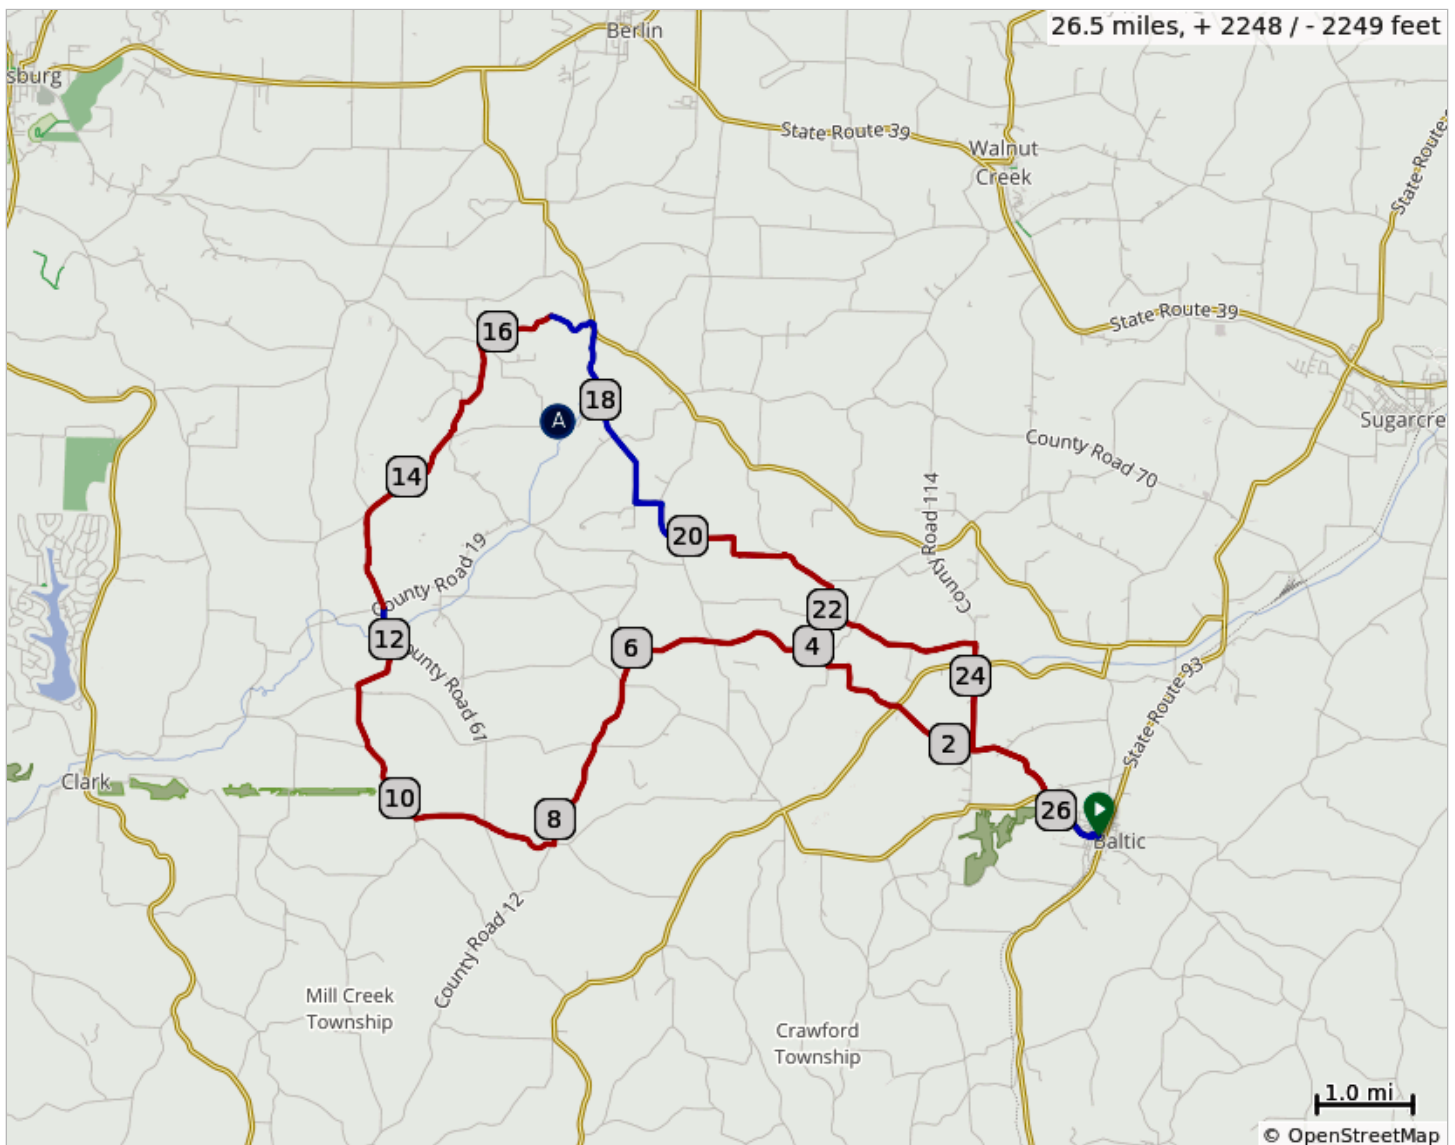 Berlin
26.5 miles, + 2248 / - 2249 feet
sburg
State Route 39
Walnut
Creek
State Route
State Route 39
16
18
A
Sugarcre
County Road 70
14
County Road 114
20
County Road 19
22
12
6
4
24
ounty Road 61
State Route 93
2
Clark
10
8
26
Baltic
County Road 12
Mill Creek
Township
Crawford
Township
1.0 mi
© OpenStreetMap